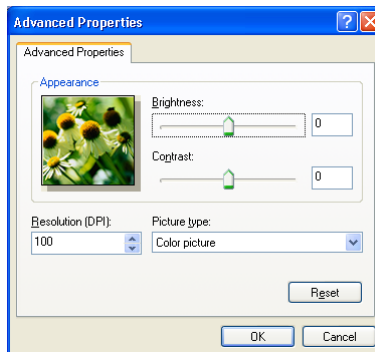 Advanced Properties
Advanced Properties
Appearance
Brightness:
0
Contrast:
0
Resolution (DPI):
Picture type:
100
Color picture
Reset
OK
Cancel